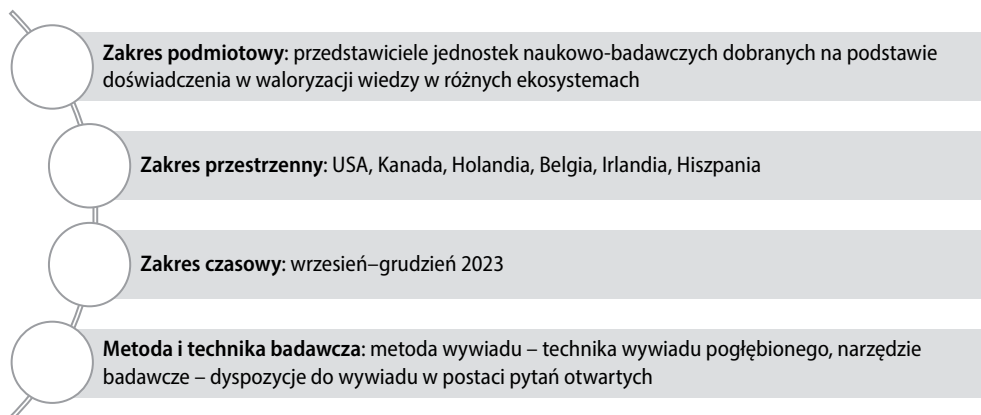 Zakres podmiotowy: przedstawiciele jednostek naukowo-badawczych dobranych na podstawie
doświadczenia w waloryzacji wiedzy w różnych ekosystemach
Zakres przestrzenny: USA, Kanada, Holandia, Belgia, Irlandia, Hiszpania
Zakres czasowy: wrzesień–grudzień 2023
Metoda i technika badawcza: metoda wywiadu – technika wywiadu pogłębionego, narzędzie
badawcze – dyspozycje do wywiadu w postaci pytań otwartych